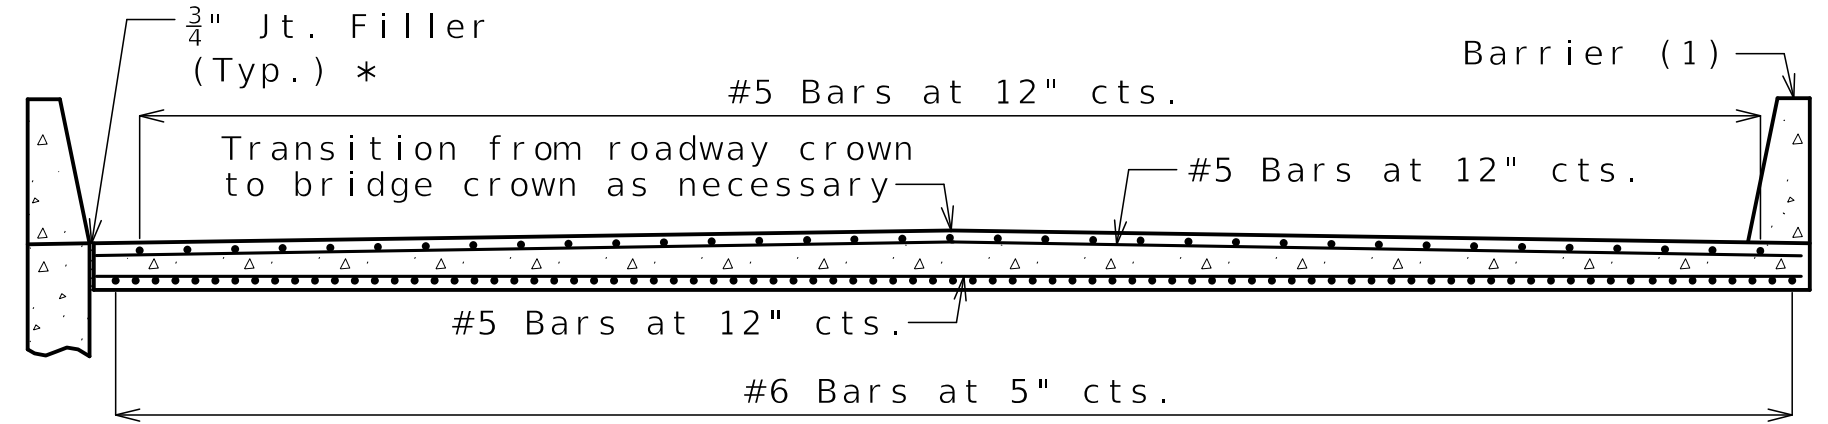 3/4" Jt. Filler
(Typ.) *
Barrier (1)
#5 Bars at 12" cts.
Transition from roadway crown
to bridge crown as necessary
#5 Bars at 12" cts.
#5 Bars at 12" cts.
#6 Bars at 5" cts.